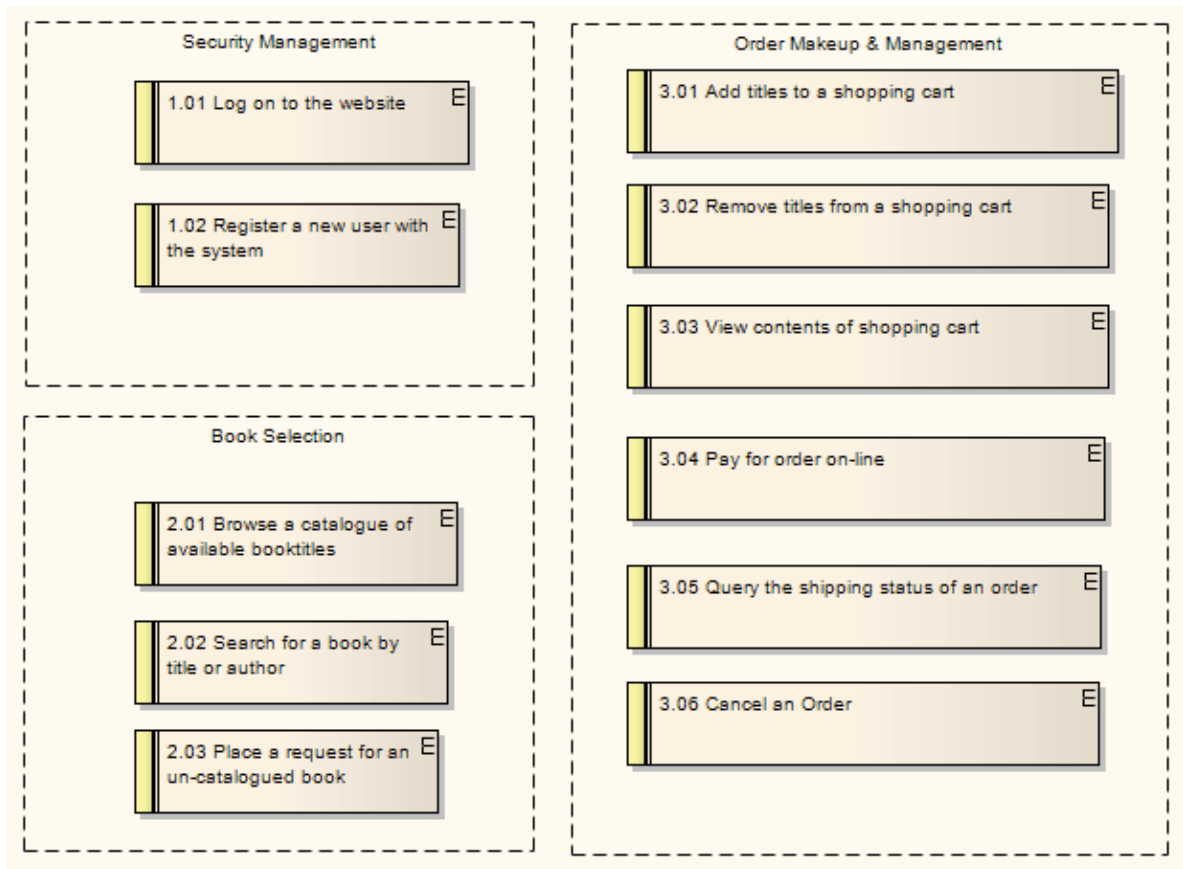 Security Management
1.01 Log on to the website
E
1.02 Register a new user with
the system
E
Book Selection
2.01 Browse a catalogue of
available booktitles
E
2.02 Search for a book by
title or author
E
2.03 Place a request for an
un-catalogued book
E
Order Makeup & Management
3.01 Add titles to a shopping cart
E
3.02 Remove titles from a shopping cart
E
3.03 View contents of shopping cart
E
3.04 Pay for order on-line
E
3.05 Query the shipping status of an order
E
3.06 Cancel an Order
E